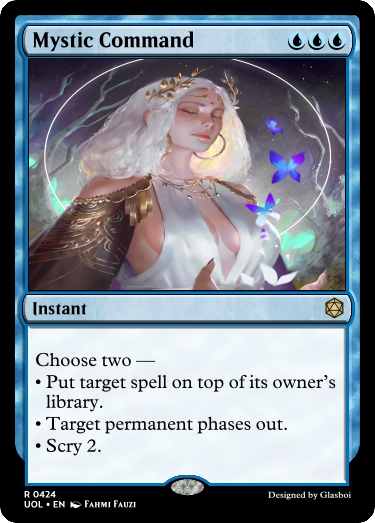 Mystic Command
Instant
Choose two —
• Put target spell on top of its owner's
library.
• Target permanent phases out.
• Scry 2.
R 0424
UOL • EN Fahmi Fauzi
Designed by Glasboi